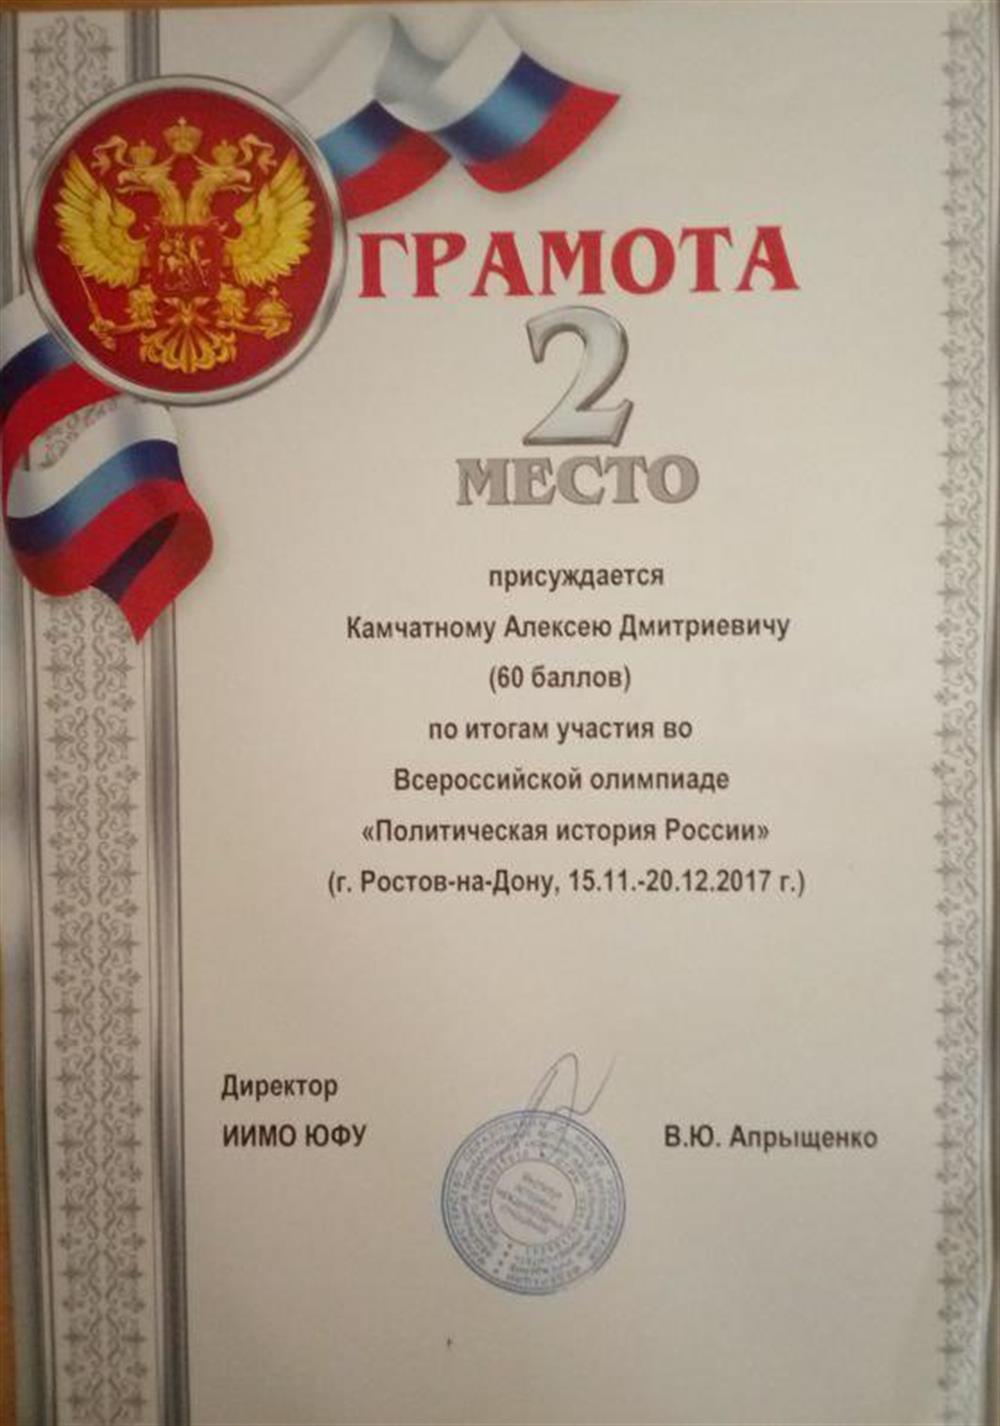 ГРАМОТА
2
МЕСТО
присуждается
Камчатному Алексею Дмитриевичу
(60 баллов)
по итогам участия во
Всероссийской олимпиаде
«Политическая история России»
(г. Ростов-на-Дону, 15.11.-20.12.2017 г.)
Директор
ИИМО ЮФУ
В.Ю. Апрыщенко